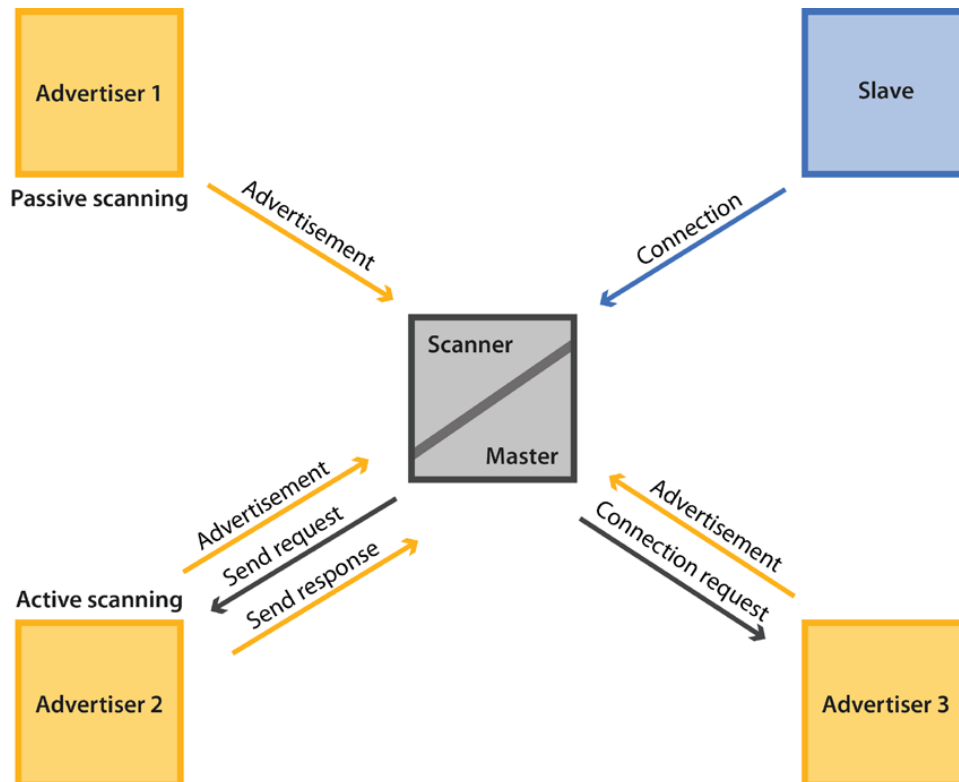 Advertiser 1
Slave
Passive scanning
Advertisement
Connection
Scanner
Master
Advertisement
Send request
Send response
Advertisement
Connection request
Active scanning
Advertiser 2
Advertiser 3